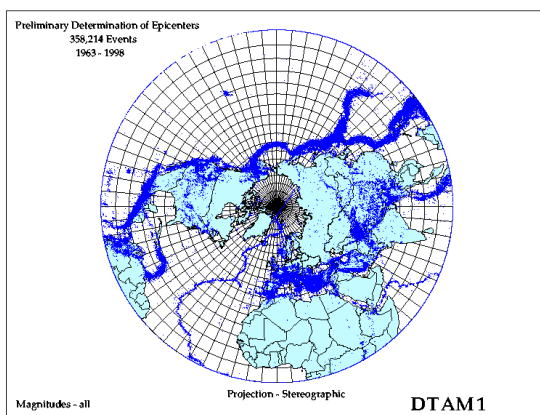 Preliminary Determination of Epicenters
358,214 Events
1963 - 1998
Projection - Stereographic
Magnitudes - all
DTAM1